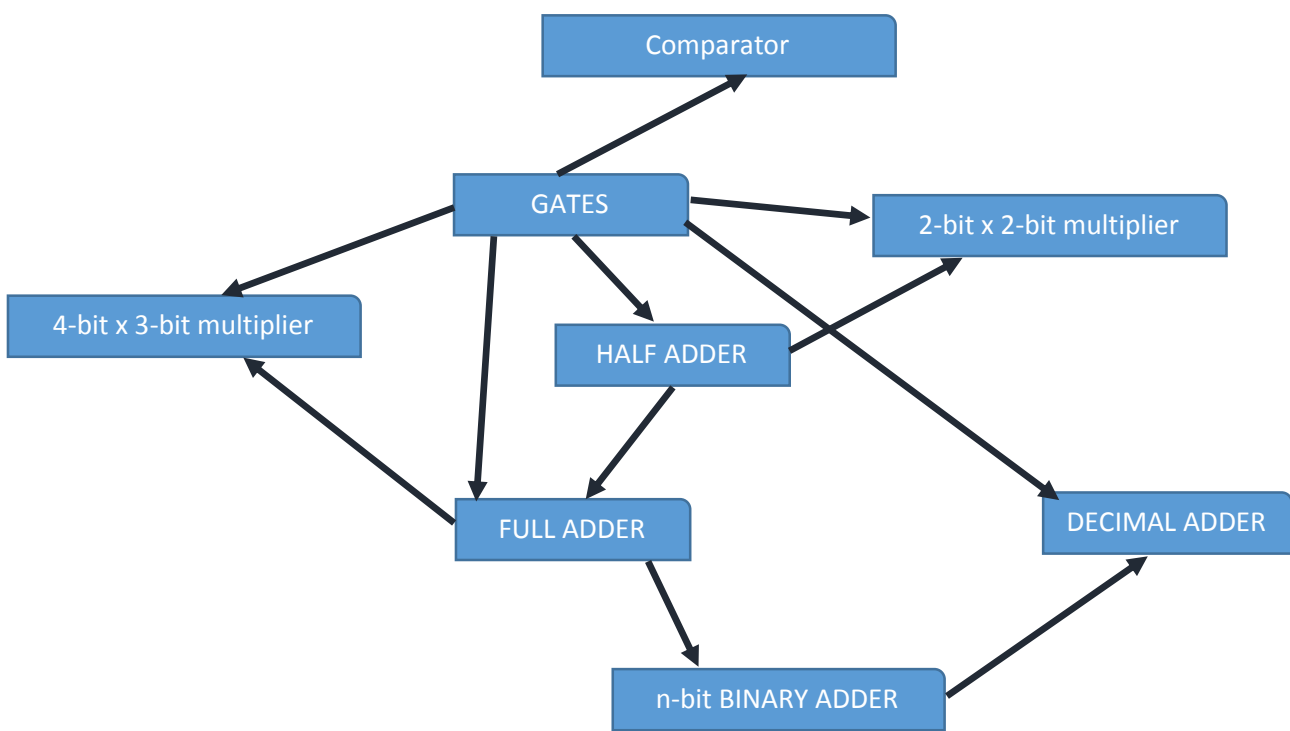 Comparator
GATES
2-bit x 2-bit multiplier
4-bit x 3-bit multiplier
HALF ADDER
FULL ADDER
DECIMAL ADDER
n-bit BINARY ADDER